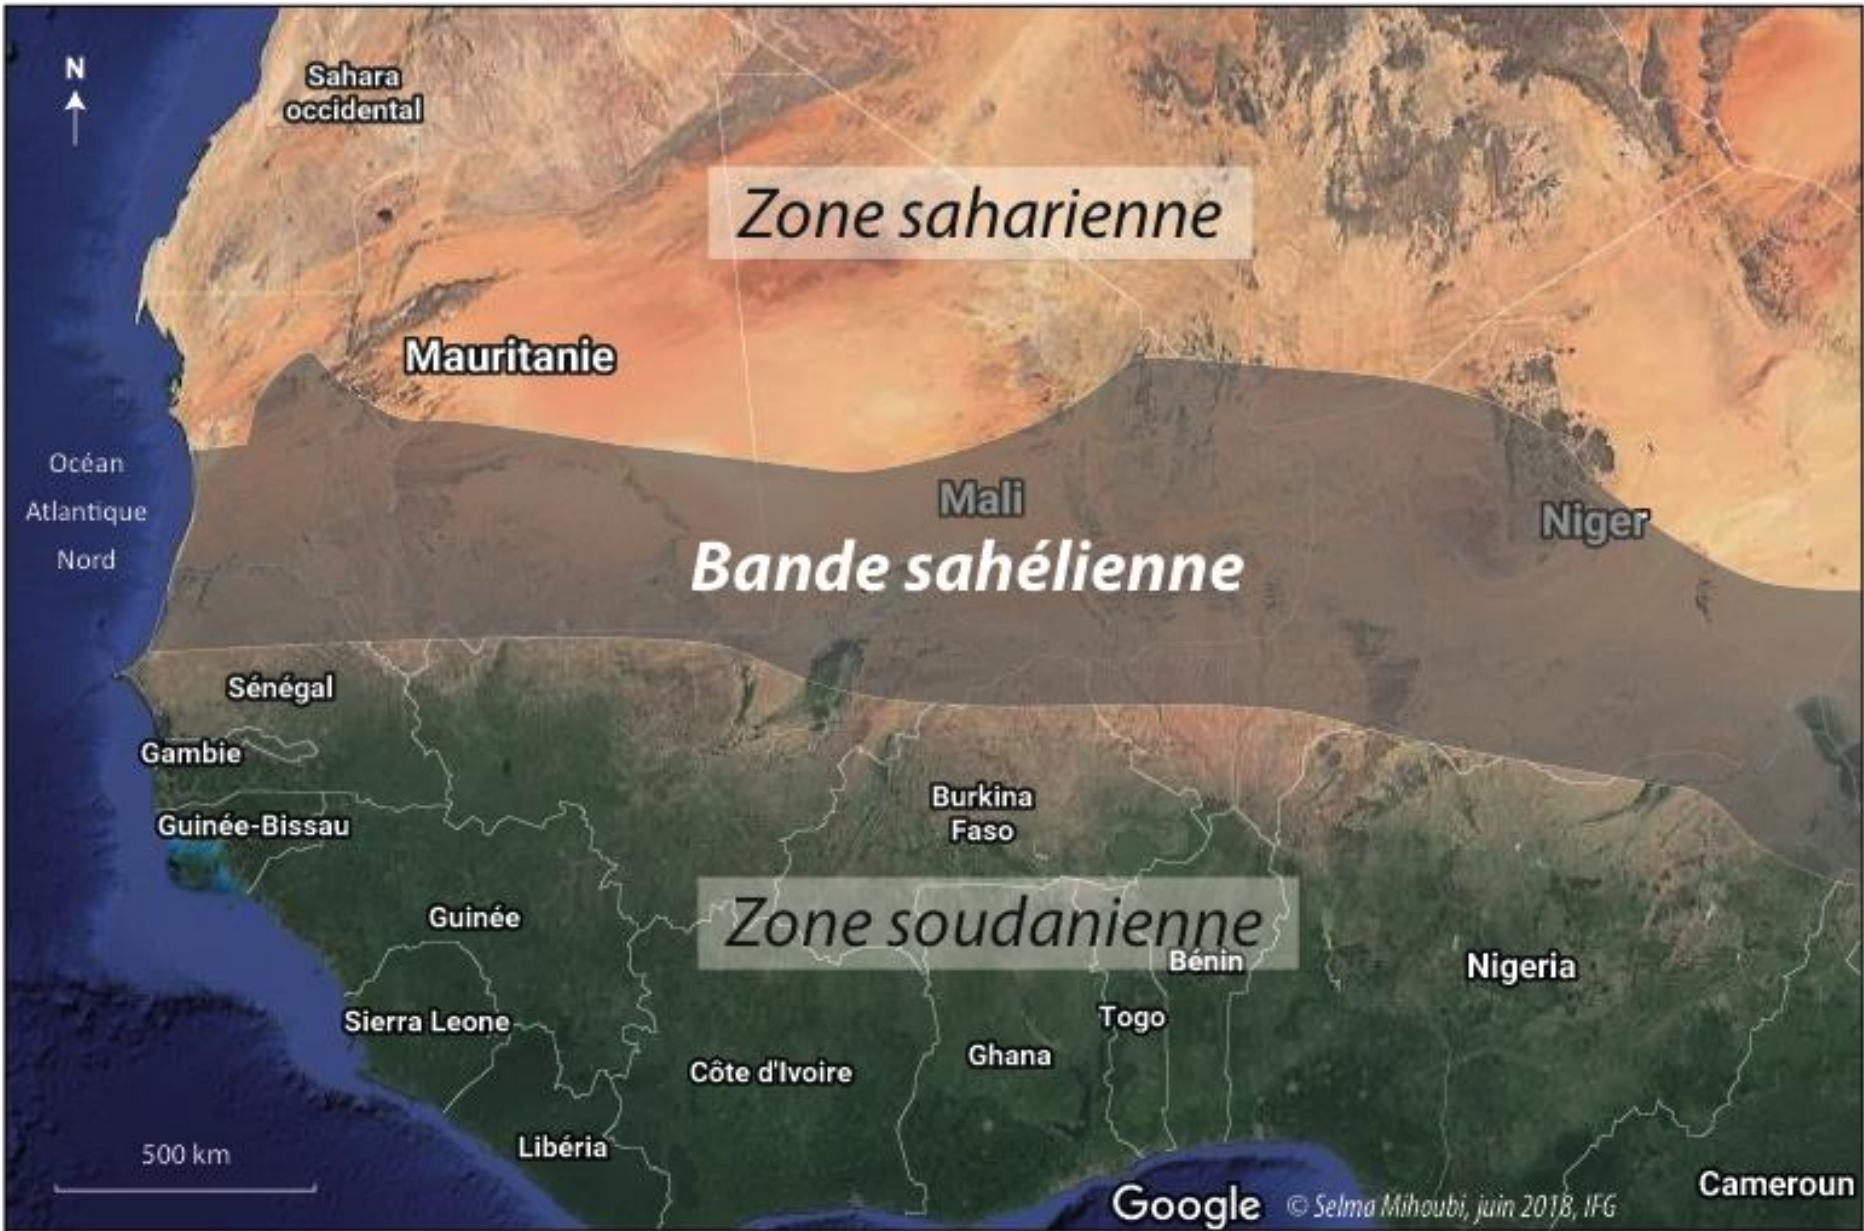 N
Sahara
occidental
Zone saharienne
Mauritanie
Océan
Atlantique
Nord
Mali
Niger
Bande sahélienne
Sénégal
Gambie
Burkina
Faso
Guinée-Bissau
Guinée
Zone soudanienne
Bénin
Nigeria
Sierra Leone
Togo
Ghana
Côte d'Ivoire
Libéria
500 km
Cameroun
Google © Selma Mihoubi, juin 2018, IFG